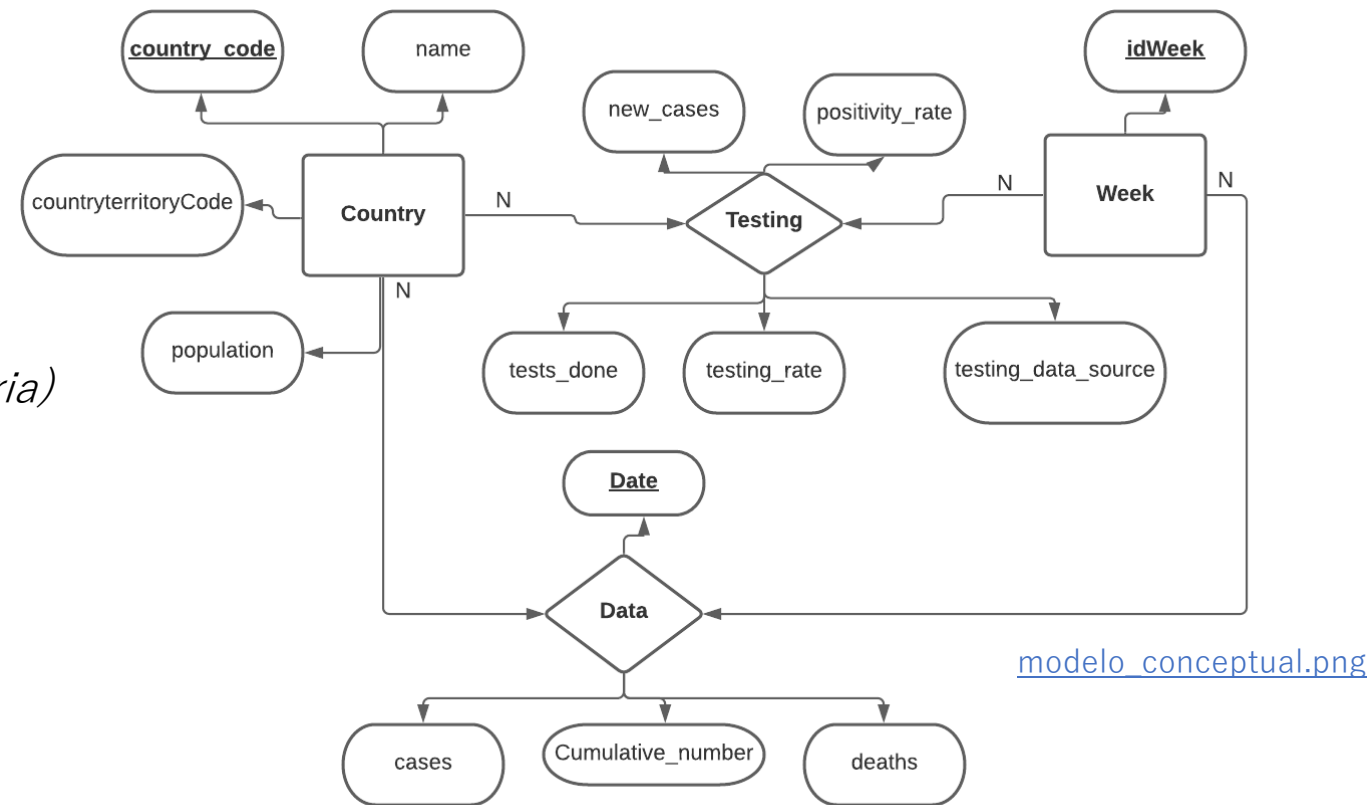 country_code
name
idWeek
new_cases
positivity_rate
countryterritoryCode
Country
N
Testing
N
Week
N
N
population
tests_done
testing_rate
testing_data_source
ria)
Date
Data
modelo_conceptual.png
cases
Cumulative_number
deaths